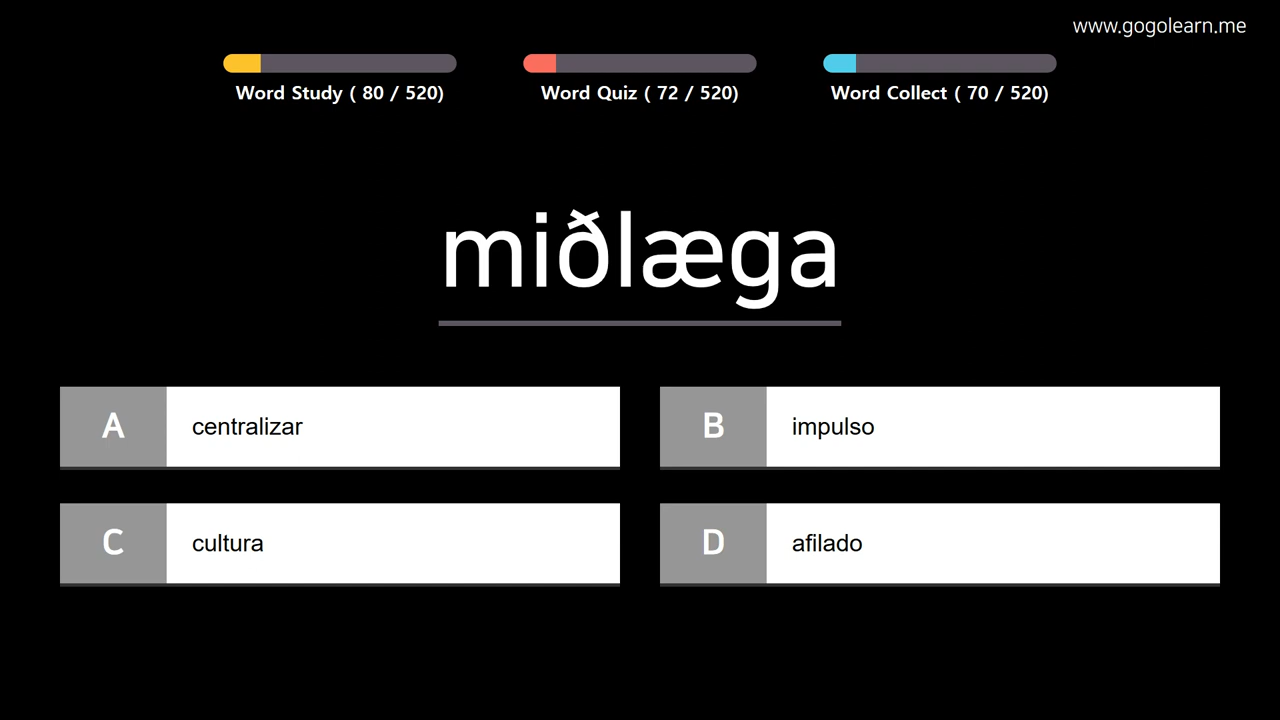 www.gogolearn.me
Word Study ( 80 / 520)
Word Quiz ( 72 / 520)
Word Collect ( 70 / 520)
miðlæga
A centralizar
B impulso
C cultura
D afilado